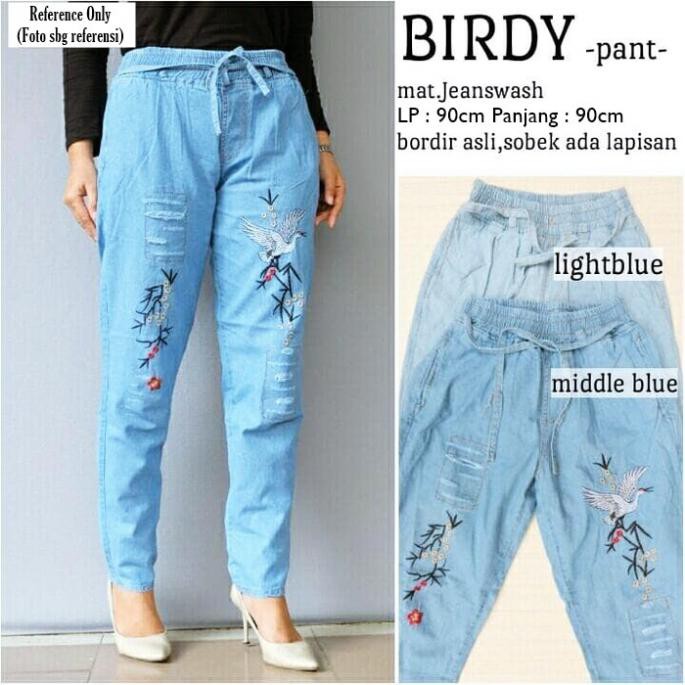 Reference Only
(Foto sbg referensi)
BIRDY -pant-
mat.Jeanswash
LP : 90cm Panjang : 90cm
bordir asli,sobek ada lapisan
lightblue
middle blue